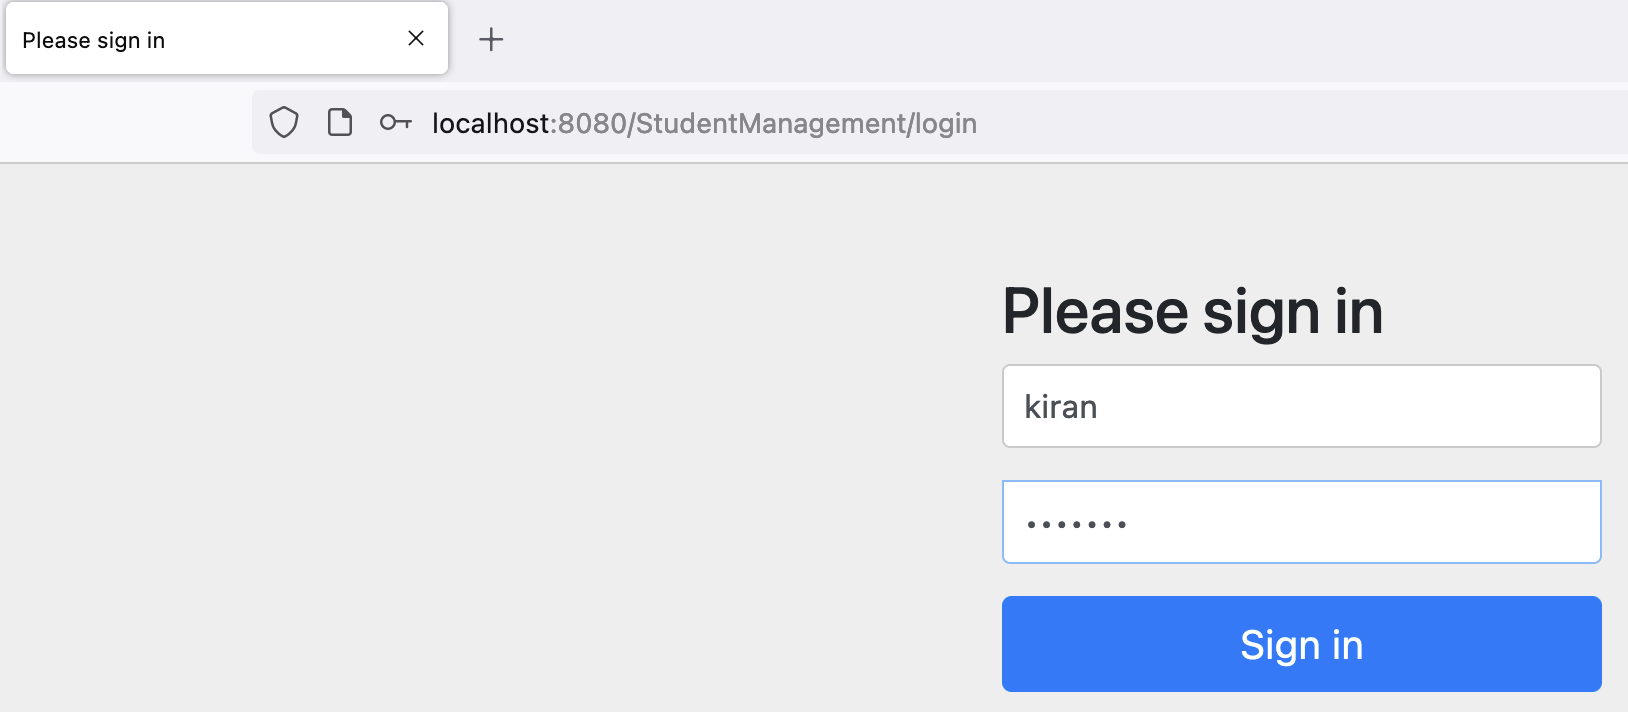 Please sign in
localhost:8080/StudentManagement/login
Please sign in
kiran
•••••••
Sign in